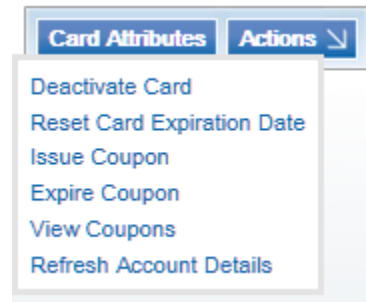 Card Attributes Actions
Deactivate Card
Reset Card Expiration Date
Issue Coupon
Expire Coupon
View Coupons
Refresh Account Details